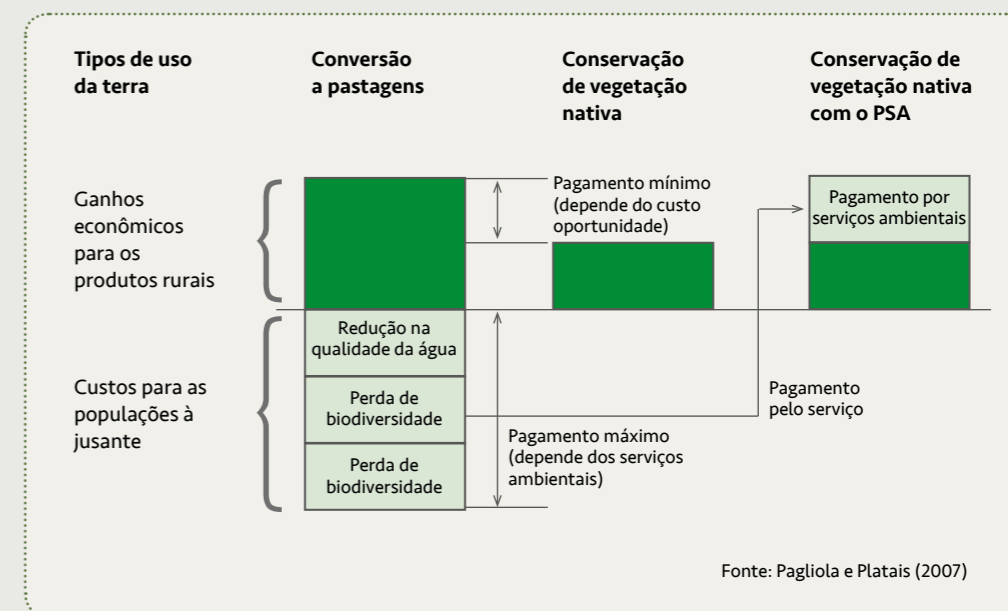 Tipos de uso
da terra
Conversão
a pastagens
Conservação
de vegetação
nativa
Conservação de
vegetação nativa
com o PSA
Ganhos
econômicos
para os
produtos rurais
Pagamento mínimo
(depende do custo
oportunidade)
Pagamento por
serviços ambientais
Custos para as
populações à
jusante
Redução na
qualidade da água
Perda de
biodiversidade
Perda de
biodiversidade
Pagamento máximo
(depende dos serviços
ambientais)
Pagamento
pelo serviço
Fonte: Pagliola e Platais (2007)